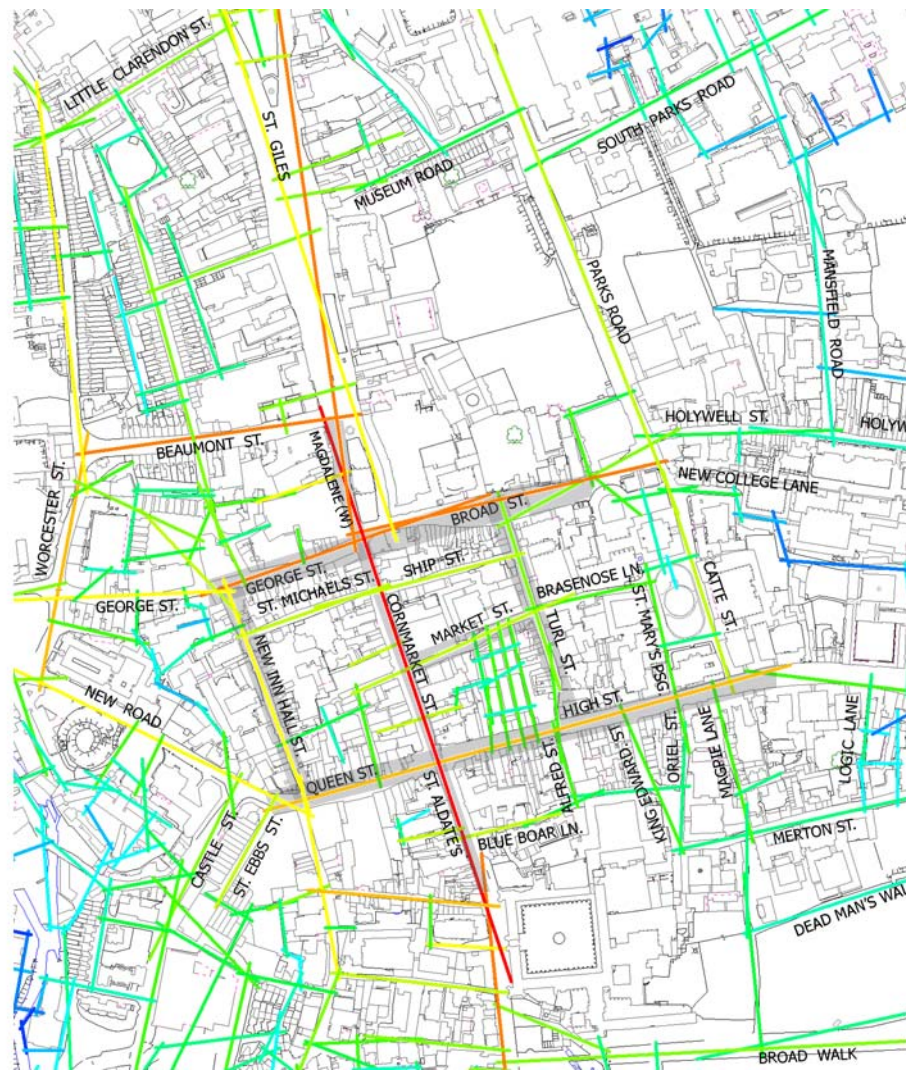 LITTLE CLARENDON ST.
ST. GILES
SOUTH PARKS ROAD
MUSEUM ROAD
PARKS ROAD
MANSFIELD ROAD
HOLYWELL ST.
HOLYW
BEAUMONT ST.
MAGDALENE (W)
NEW COLLEGE LANE
WORCESTER ST.
BROAD ST.
GEORGE ST.
SHIP ST.
ST. MICHAELS ST.
GEORGE ST.
BRASENOSE LN.
CATTE ST.
CORNMARKET ST.
MARKET ST.
ST. MARY'S PSG.
TURL ST.
NEW INN HALL ST.
NEW ROAD
HIGH ST.
ORIEL ST.
MAGPIE LANE
LOGIC LANE
QUEEN ST.
ST. ALDATE'S
ALFRED ST.
KING EDWARD ST.
CASTLE ST.
ST. EBBS ST.
BLUE BOAR LN.
MERTON ST.
DEAD MAN'S WAL
BROAD WALK